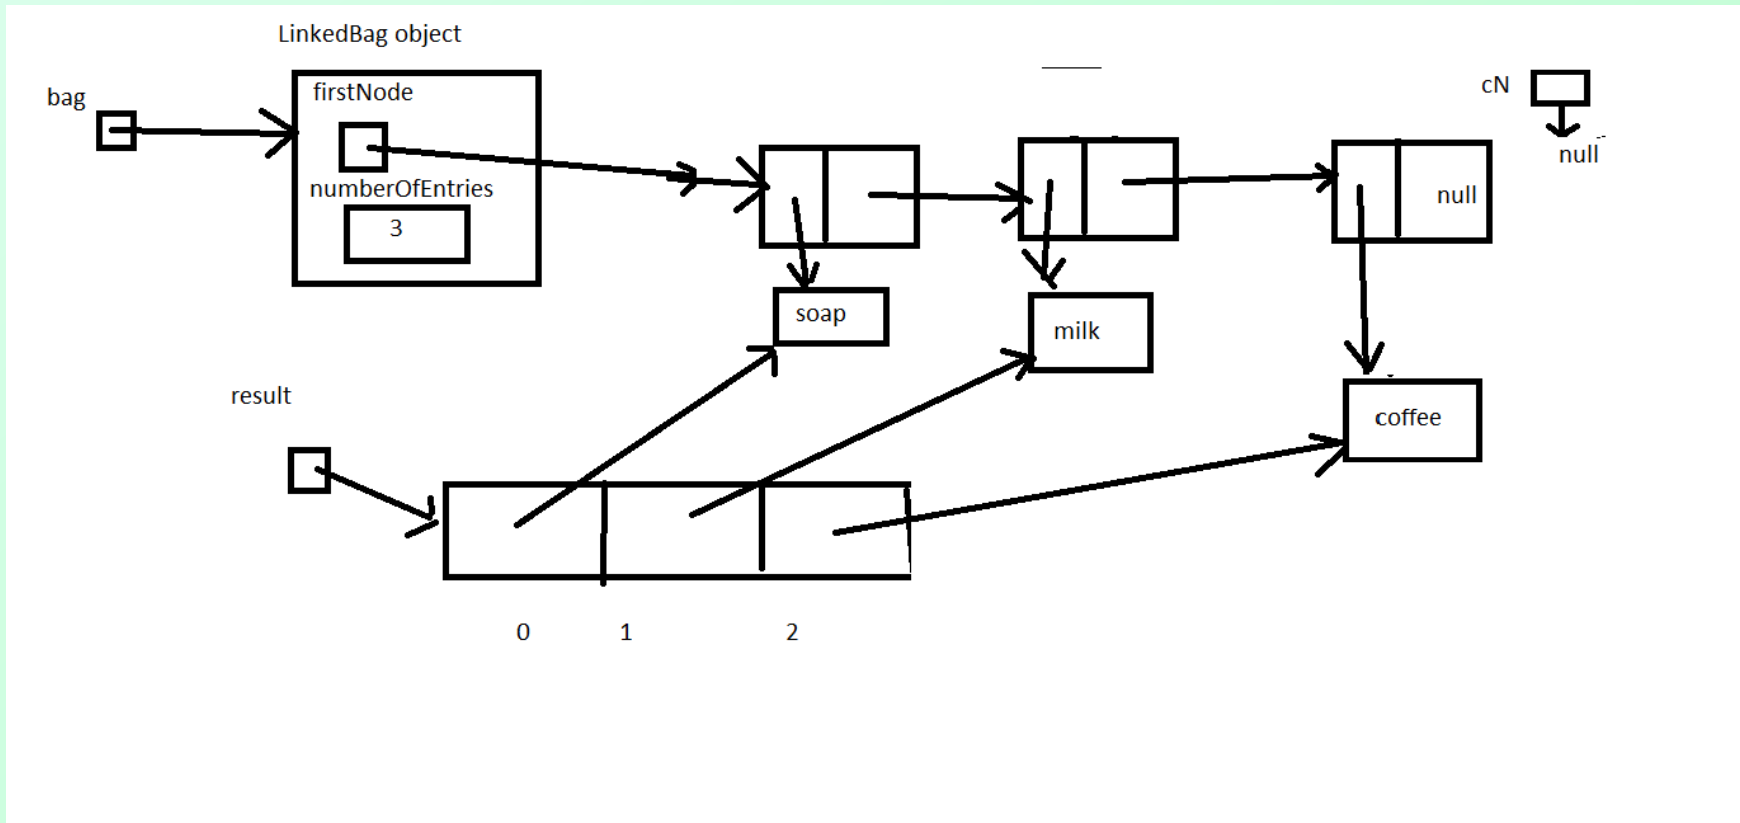 LinkedBag object
bag
firstNode
cN
null
numberOfEntries
null
3
soap
milk
result
coffee
0 1 2